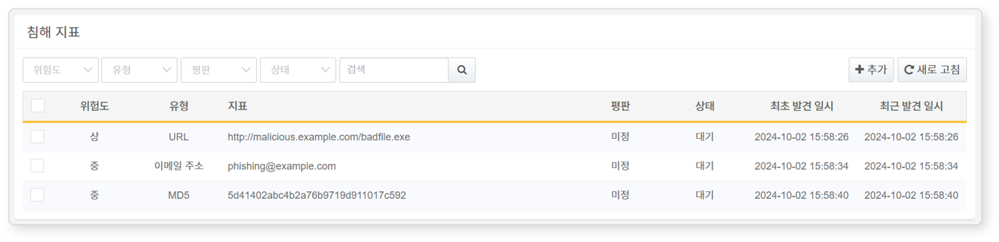 침해 지표
위험도 유형 평판 상태 검색 추가 새로 고침
위험도 유형 지표 평판 상태 최초 발견 일시 최근 발견 일시
상 URL http://malicious.example.com/badfile.exe 미정 대기 2024-10-02 15:58:26 2024-10-02 15:58:26
중 이메일 주소 phishing@example.com 미정 대기 2024-10-02 15:58:34 2024-10-02 15:58:34
중 MD5 5d41402abc4b2a76b9719d911017c592 미정 대기 2024-10-02 15:58:40 2024-10-02 15:58:40